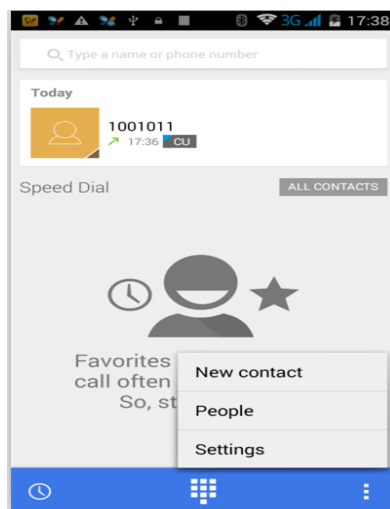 3G 17:38
Type a name or phone number
Today
1001011
17:36 CU
Speed Dial ALL CONTACTS
Favorites
call often
So, st
New contact
People
Settings